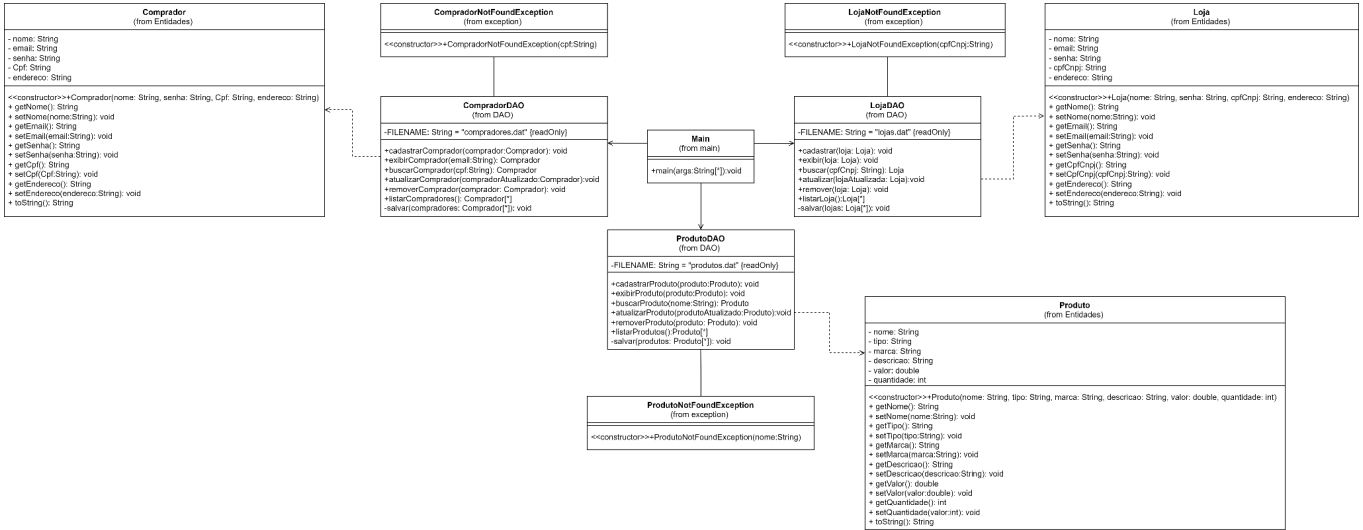 Comprador
(from Entidades)
- nome: String
- email: String
- senha: String
- Cpf: String
- endereco: String
<<constructor>>+Comprador(nome: String, senha: String, Cpf: String, endereco: String)
+ getNome(): String
+ setNome(nome:String): void
+ getEmail(): String
+ setEmail(email:String): void
+ getSenha(): String
+ setSenha(senha:String): void
+ getCpf(): String
+ setCpf(Cpf:String): void
+ getEndereco(): String
+ setEndereco(endereco:String): void
+ toString(): String
CompradorNotFoundException
(from exception)
<<constructor>>+CompradorNotFoundException(cpf:String)
CompradorDAO
(from DAO)
-FILENAME: String = "compradores.dat" {readOnly}
+cadastrarComprador(comprador:Comprador): void
+exibirComprador(email:String): Comprador
+buscarComprador(cpf:String): Comprador
+atualizarComprador(compradorAtualizado:Comprador):void
+removerComprador(comprador: Comprador): void
+listarCompradores(): Comprador[*]
-salvar(compradores: Comprador[*]): void
Main
(from main)
+main(args:String[*]):void
LojaNotFoundException
(from exception)
<<constructor>>+LojaNotFoundException(cpfCnpj:String)
LojaDAO
(from DAO)
-FILENAME: String = "lojas.dat" {readOnly}
+cadastrar(loja: Loja): void
+exibir(loja: Loja): void
+buscar(cpfCnpj: String): Loja
+atualizar(lojaAtualizada: Loja):void
+remover(loja: Loja): void
+listarLoja():Loja[*]
-salvar(lojas: Loja[*]): void
Loja
(from Entidades)
- nome: String
- email: String
- senha: String
- cpfCnpj: String
- endereco: String
<<constructor>>+Loja(nome: String, senha: String, cpfCnpj: String, endereco: String)
+ getNome(): String
+ setNome(nome:String): void
+ getEmail(): String
+ setEmail(email:String): void
+ getSenha(): String
+ setSenha(senha:String): void
+ getCpfCnpj(): String
+ setCpfCnpj(cpfCnpj:String): void
+ getEndereco(): String
+ setEndereco(endereco:String): void
+ toString(): String
ProdutoDAO
(from DAO)
-FILENAME: String = "produtos.dat" {readOnly}
+cadastrarProduto(produto:Produto): void
+exibirProduto(produto:Produto): void
+buscarProduto(nome:String): Produto
+atualizarProduto(produtoAtualizado:Produto):void
+removerProduto(produto: Produto): void
+listarProdutos():Produto[*]
-salvar(produtos: Produto[*]): void
ProdutoNotFoundException
(from exception)
<<constructor>>+ProdutoNotFoundException(nome:String)
Produto
(from Entidades)
- nome: String
- tipo: String
- marca: String
- descricao: String
- valor: double
- quantidade: int
<<constructor>>+Produto(nome: String, tipo: String, marca: String, descricao: String, valor: double, quantidade: int)
+ getNome(): String
+ setNome(nome:String): void
+ getTipo(): String
+ setTipo(tipo:String): void
+ getMarca(): String
+ setMarca(marca:String): void
+ getDescricao(): String
+ setDescricao(descricao:String): void
+ getValor(): double
+ setValor(valor:double): void
+ getQuantidade(): int
+ setQuantidade(valor:int): void
+ toString(): String